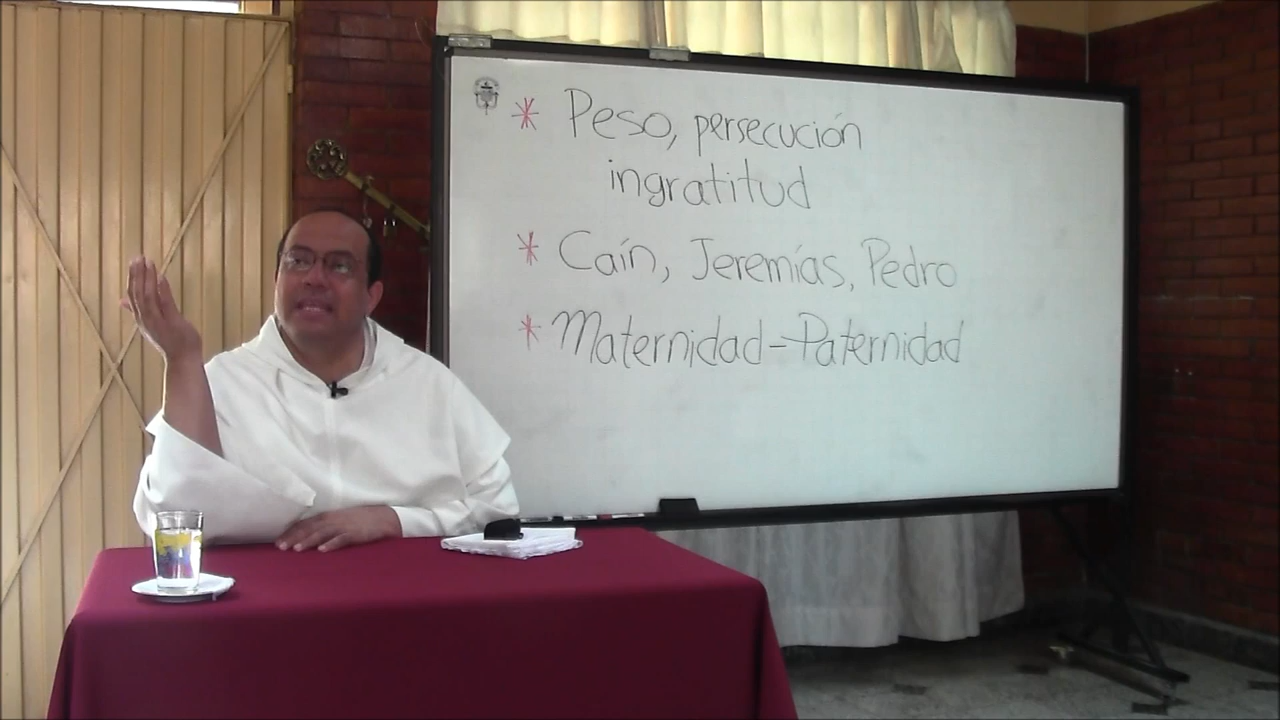 * Peso, persecución
ingratitud
* Caín, Jeremías, Pedro
* Maternidad-Paternidad